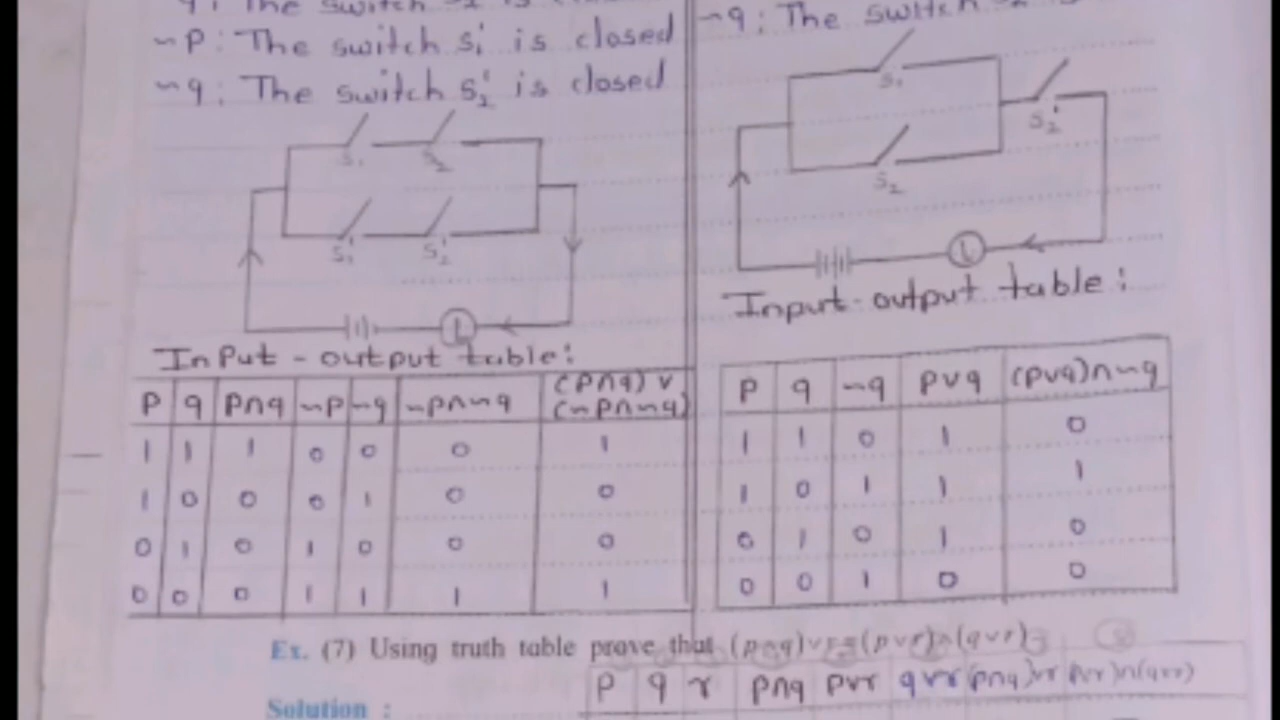 q: The switch
~p: The switch S₁' is closed
~q: The switch S₂' is closed
S₁ S₂
S₁' S₂'
L
Input - output table:
p q p∩q ~p ~q ~p∩~q (p∩q) ∨ (~p∩~q)
1 1 1 0 0 0 1
1 0 0 0 1 0 0
0 1 0 1 0 0 0
0 0 0 1 1 1 1
~q: The switch
S₁
S₂
S₂'
L
Input - output table:
p q ~q p∨q (p∨q)∩~q
1 1 0 1 0
1 0 1 1 1
0 1 0 1 0
0 0 1 0 0
Ex. (7) Using truth table prove that (p∧q)∨r≡(p∨r)∧(q∨r)
p q r p∩q p∨r q∨r (p∩q)∨r (p∨r)∩(q∨r)
Solution :